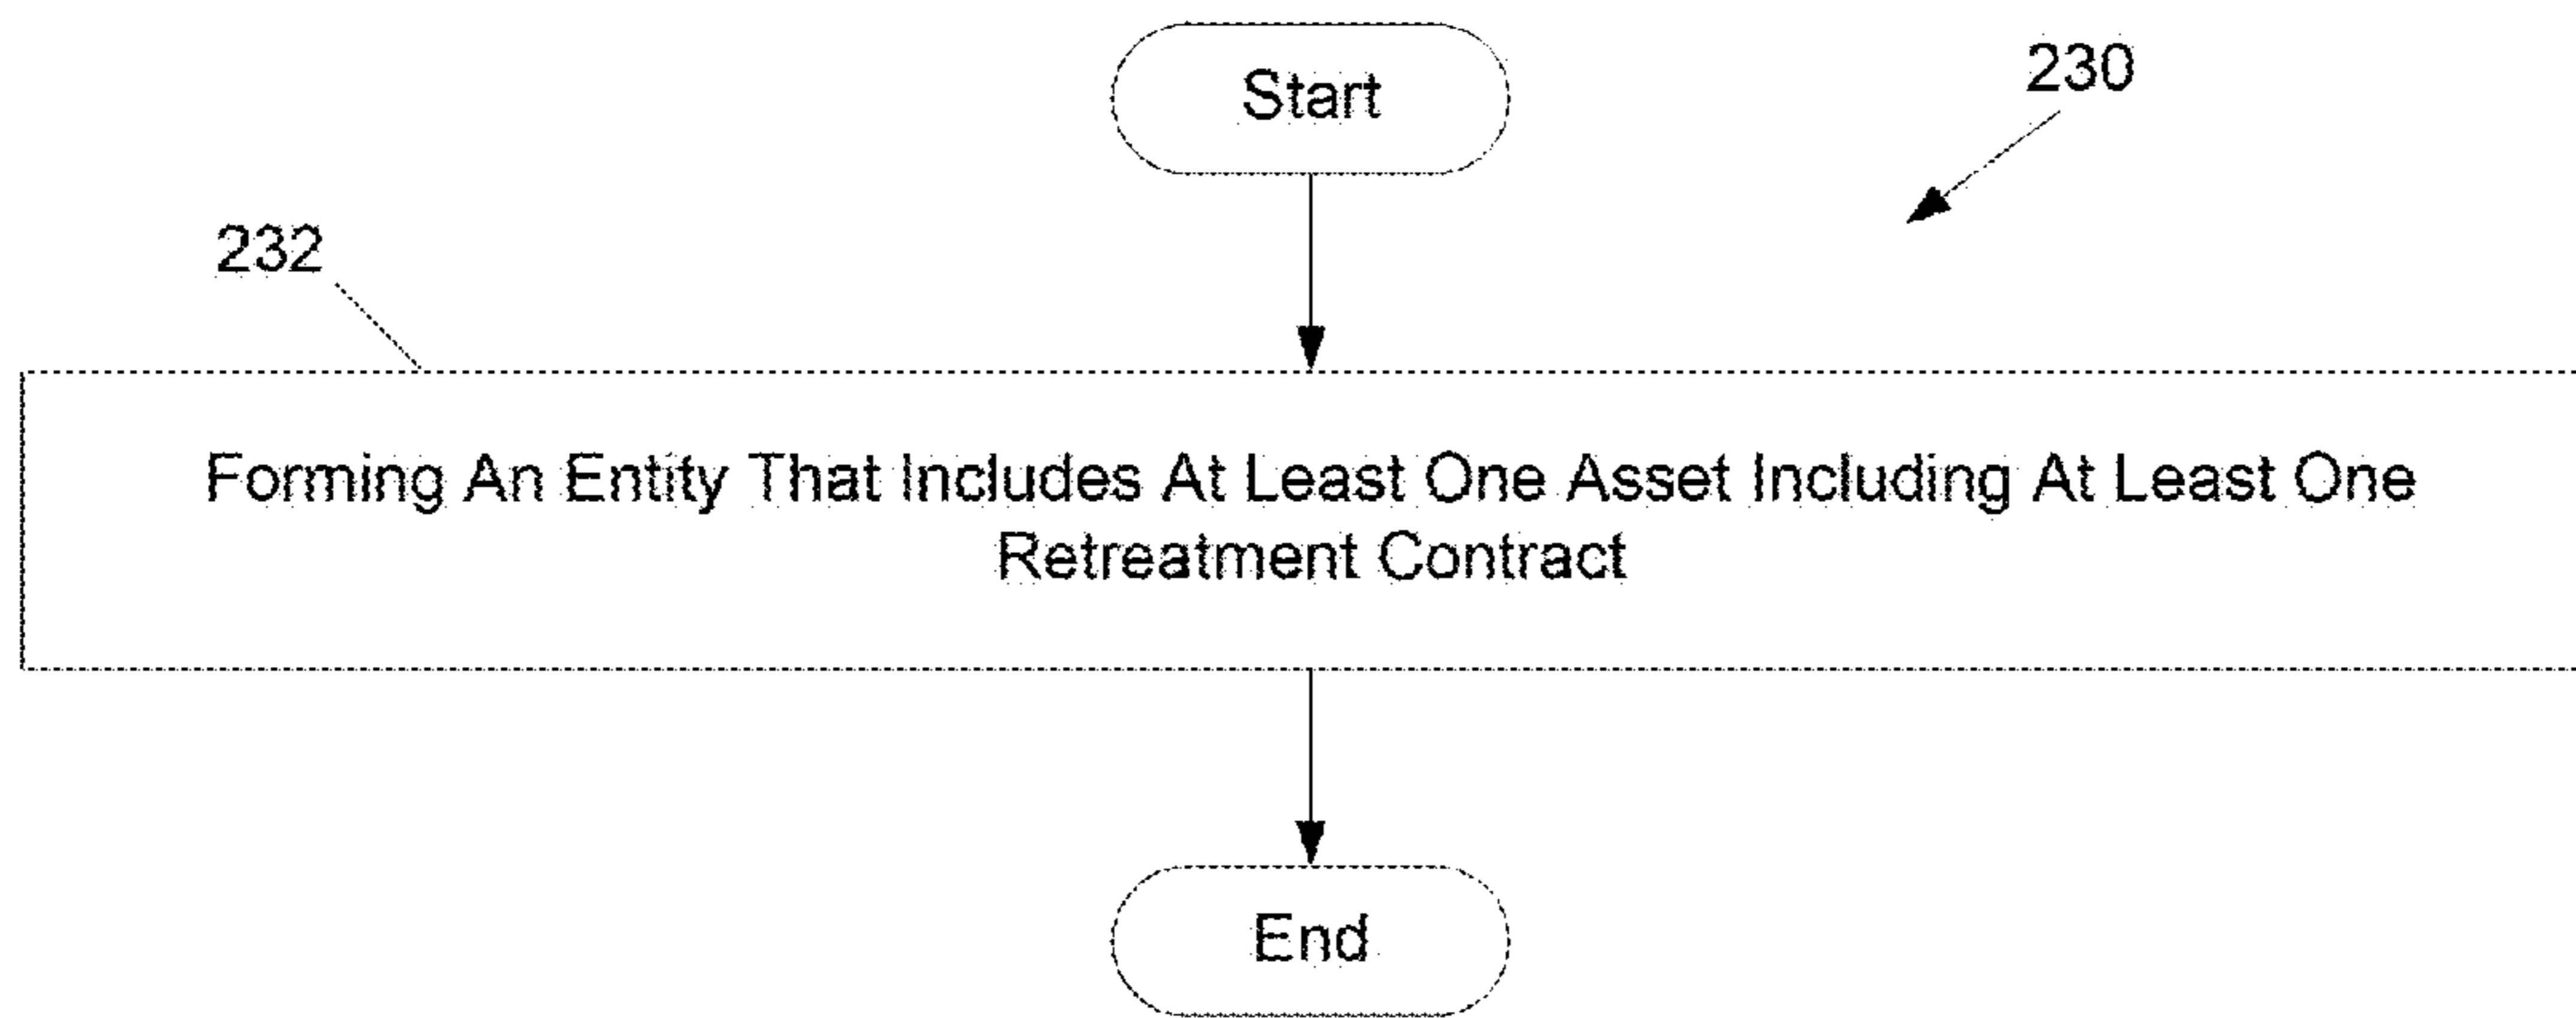 Start
230
232
Forming An Entity That Includes At Least One Asset Including At Least One
Retreatment Contract
End